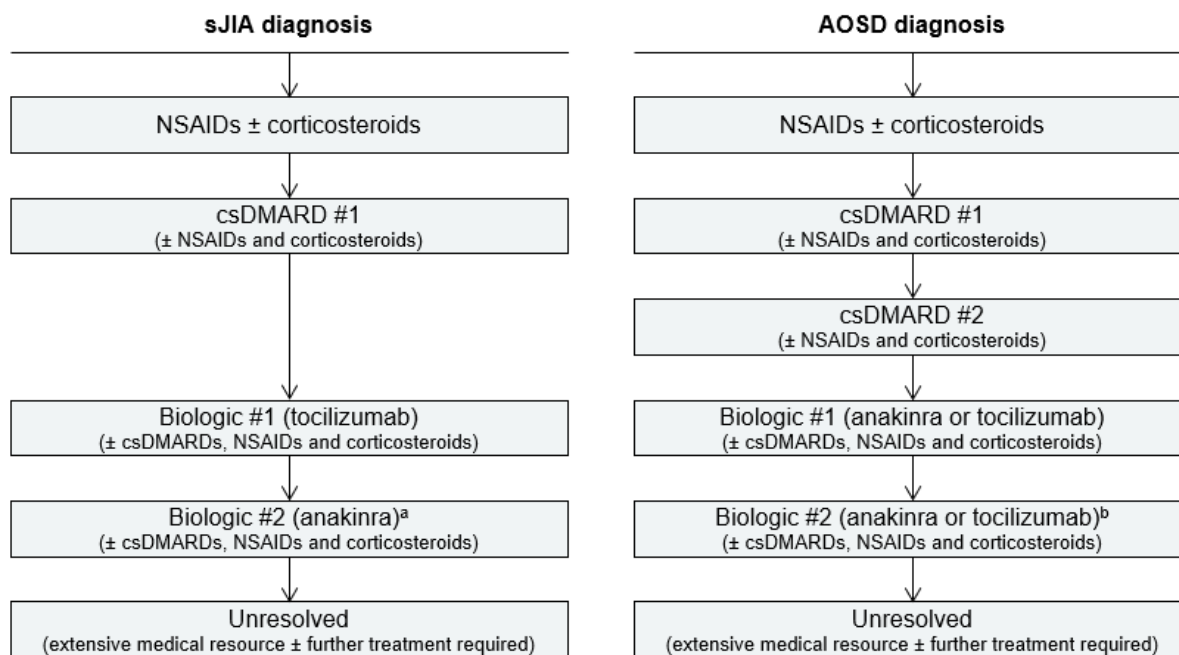 sJIA diagnosis
NSAIDs ± corticosteroids
csDMARD #1
(± NSAIDs and corticosteroids)
Biologic #1 (tocilizumab)
(± csDMARDs, NSAIDs and corticosteroids)
Biologic #2 (anakinra)ᵃ
(± csDMARDs, NSAIDs and corticosteroids)
Unresolved
(extensive medical resource ± further treatment required)
AOSD diagnosis
NSAIDs ± corticosteroids
csDMARD #1
(± NSAIDs and corticosteroids)
csDMARD #2
(± NSAIDs and corticosteroids)
Biologic #1 (anakinra or tocilizumab)
(± csDMARDs, NSAIDs and corticosteroids)
Biologic #2 (anakinra or tocilizumab)ᵇ
(± csDMARDs, NSAIDs and corticosteroids)
Unresolved
(extensive medical resource ± further treatment required)